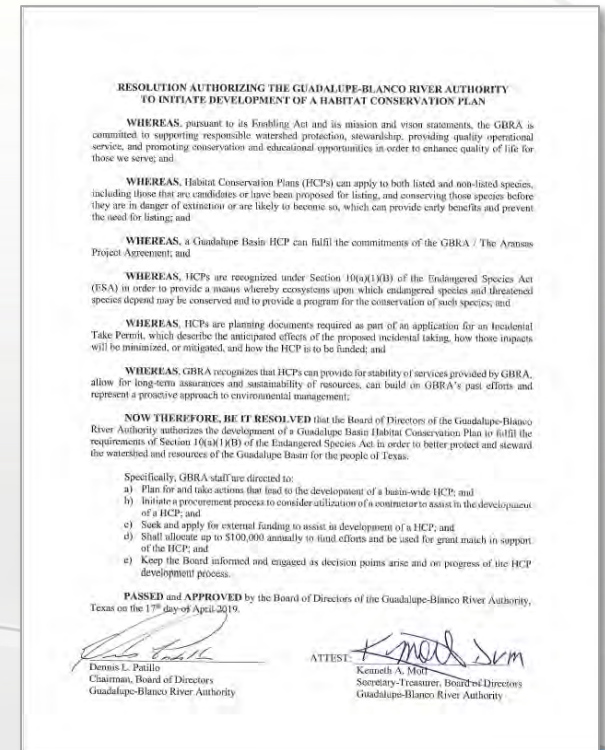 RESOLUTION AUTHORIZING THE GUADALUPE-BLANCO RIVER AUTHORITY
TO INITIATE DEVELOPMENT OF A HABITAT CONSERVATION PLAN
WHEREAS, pursuant to its Enabling Act and its mission and vison statements, the GBRA is
committed to supporting responsible watershed protection, stewardship, providing quality operational
service, and promoting conservation and educational opportunities in order to enhance quality of life for
those we serve; and
WHEREAS, Habitat Conservation Plans (HCPs) can apply to both listed and non-listed species,
including those that are candidates or have been proposed for listing, and conserving those species before
they are in danger of extinction or are likely to become so, which can provide early benefits and prevent
the need for listing; and
WHEREAS, a Guadalupe Basin HCP can fulfil the commitments of the GBRA / The Aransas
Project Agreement; and
WHEREAS, HCPs are recognized under Section 10(a)(1)(B) of the Endangered Species Act
(ESA) in order to provide a means whereby ecosystems upon which endangered species and threatened
species depend may be conserved and to provide a program for the conservation of such species; and
WHEREAS, HCPs are planning documents required as part of an application for an Incidental
Take Permit, which describe the anticipated effects of the proposed incidental taking, how those impacts
will be minimized, or mitigated, and how the HCP is to be funded; and
WHEREAS, GBRA recognizes that HCPs can provide for stability of services provided by GBRA,
allow for long-term assurances and sustainability of resources, can build on GBRA's past efforts and
represent a proactive approach to environmental management;
NOW THEREFORE, BE IT RESOLVED that the Board of Directors of the Guadalupe-Blanco
River Authority authorizes the development of a Guadalupe Basin Habitat Conservation Plan to fulfil the
requirements of Section 10(a)(1)(B) of the Endangered Species Act in order to better protect and steward
the watershed and resources of the Guadalupe Basin for the people of Texas.
Specifically, GBRA staff are directed to:
a) Plan for and take actions that lead to the development of a basin-wide HCP; and
b) Initiate a procurement process to consider utilization of a contractor to assist in the development
of a HCP; and
c) Seek and apply for external funding to assist in development of a HCP; and
d) Shall allocate up to $100,000 annually to fund efforts and be used for grant match in support
of the HCP; and
e) Keep the Board informed and engaged as decision points arise and on progress of the HCP
development process.
PASSED and APPROVED by the Board of Directors of the Guadalupe-Blanco River Authority,
Texas on the 17th day of April 2019.
ATTEST:
Dennis L. Patillo
Chairman, Board of Directors
Guadalupe-Blanco River Authority
Kenneth A. Motl
Secretary-Treasurer, Board of Directors
Guadalupe-Blanco River Authority